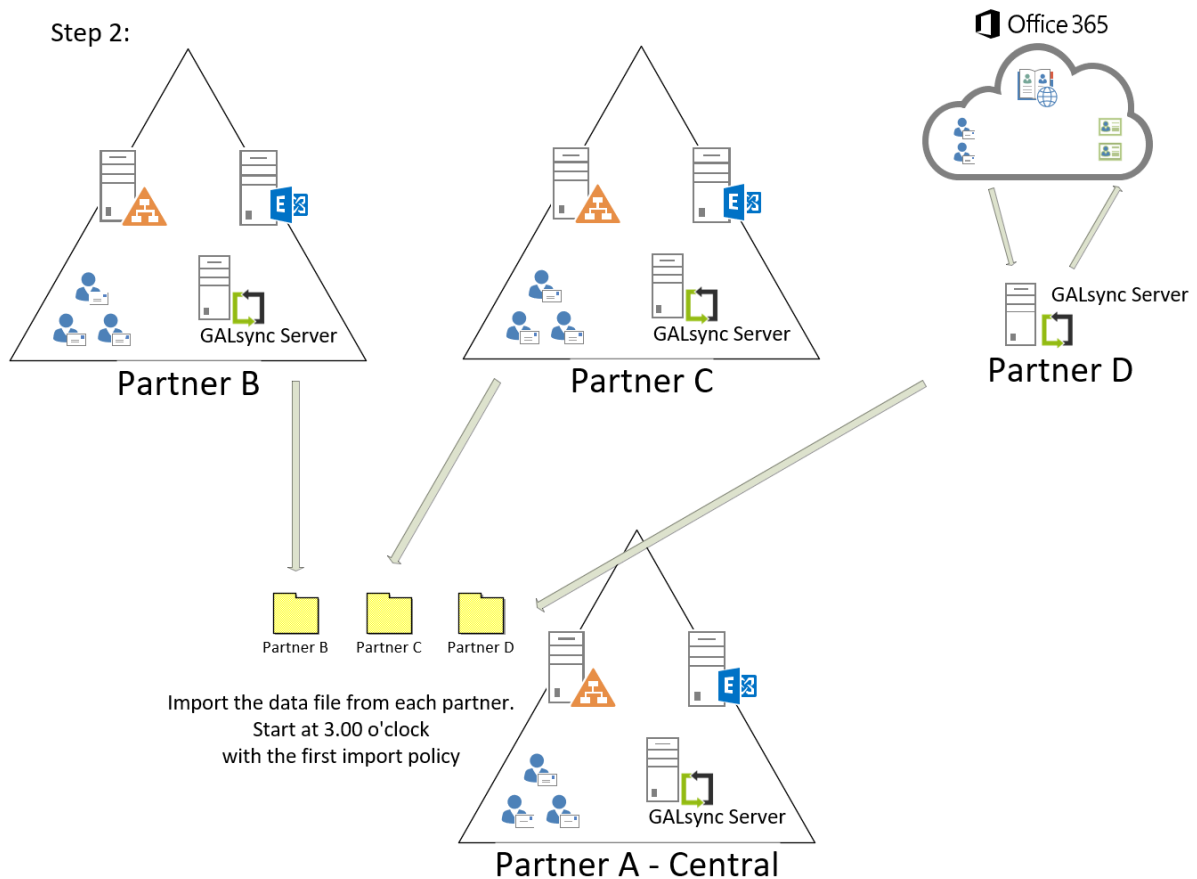 Step 2:
Office 365
GALsync Server
Partner B
GALsync Server
Partner C
GALsync Server
Partner D
Partner B
Partner C
Partner D
Import the data file from each partner.
Start at 3.00 o'clock
with the first import policy
GALsync Server
Partner A - Central